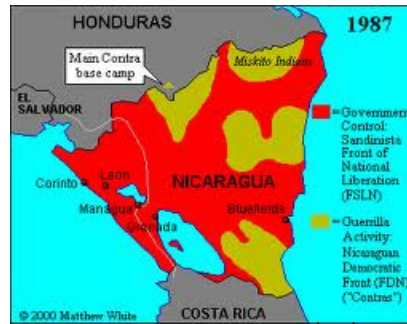 HONDURAS
1987
Main Contra
base camp
Miskito Indians
EL
SALVADOR
= Government
Control:
Sandinista
Front of
National
Liberation
(FSLN)
Corinto
Leon
NICARAGUA
Managua
Granada
Bluefields
= Guerrilla
Activity:
Nicaraguan
Democratic
Front (FDN)
("Contras")
© 2000 Matthew White
COSTA RICA